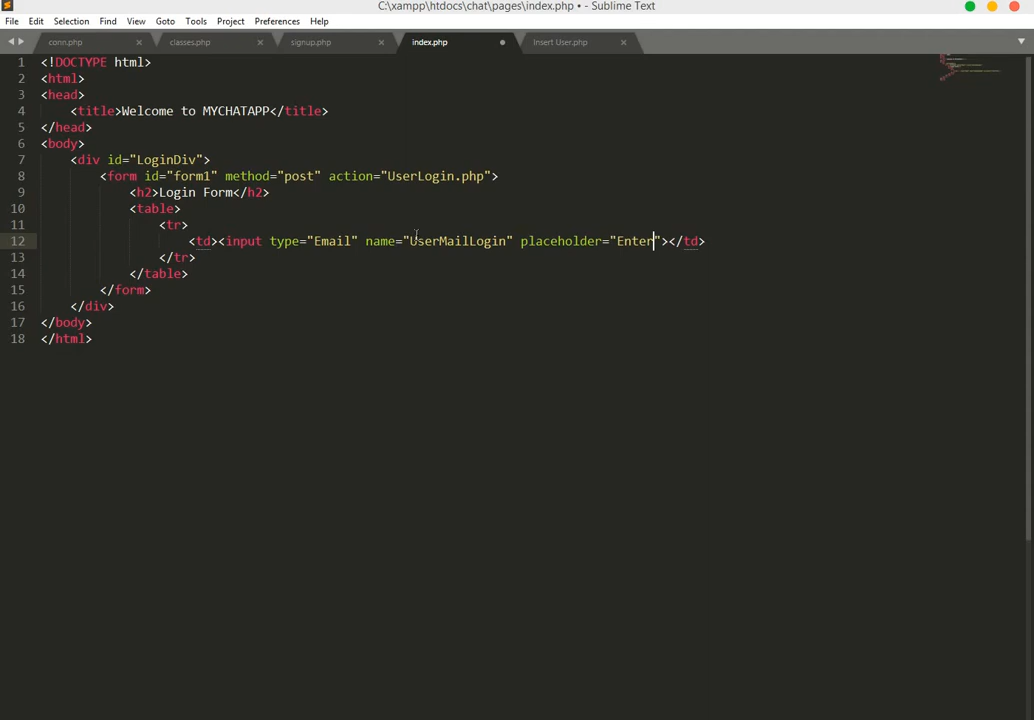 C:\xampp\htdocs\chat\pages\index.php • - Sublime Text
File Edit Selection Find View Goto Tools Project Preferences Help
conn.php classes.php signup.php index.php Insert User.php
1 <!DOCTYPE html>
2 <html>
3 <head>
4 <title>Welcome to MYCHATAPP</title>
5 </head>
6 <body>
7 <div id="LoginDiv">
8 <form id="form1" method="post" action="UserLogin.php">
9 <h2>Login Form</h2>
10 <table>
11 <tr>
12 <td><input type="Email" name="UserMailLogin" placeholder="Enter"></td>
13 </tr>
14 </table>
15 </form>
16 </div>
17 </body>
18 </html>